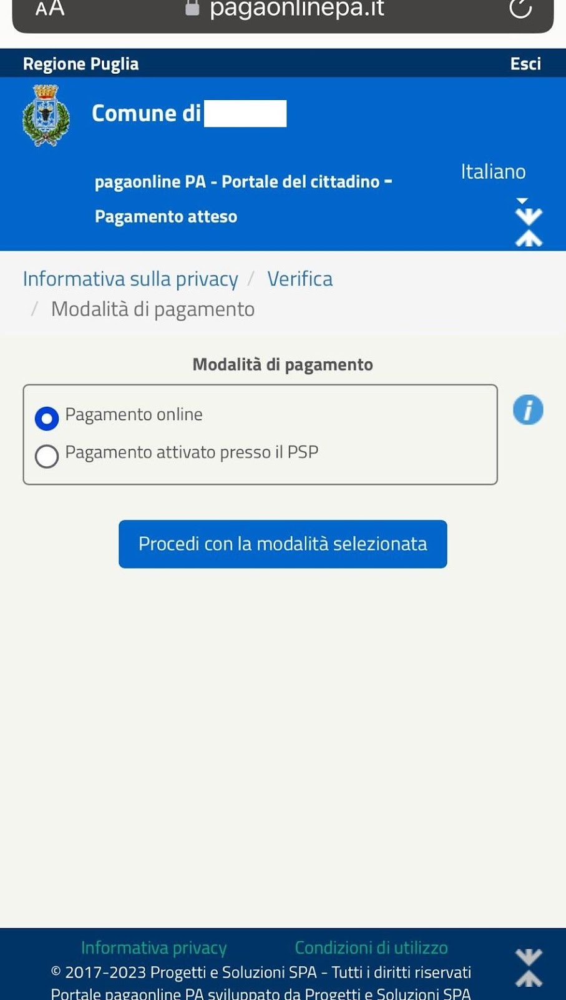 AA pagaonlinepa.it
Regione Puglia Esci
Comune di
Italiano
pagaonline PA - Portale del cittadino -
Pagamento atteso
Informativa sulla privacy / Verifica
/ Modalità di pagamento
Modalità di pagamento
Pagamento online
i
Pagamento attivato presso il PSP
Procedi con la modalità selezionata
Informativa privacy Condizioni di utilizzo
© 2017-2023 Progetti e Soluzioni SPA - Tutti i diritti riservati
Portale pagaonline PA sviluppato da Progetti e Soluzioni SPA